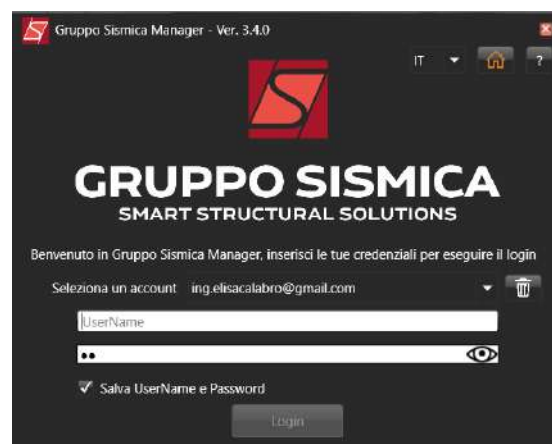 Gruppo Sismica Manager - Ver. 3.4.0
IT
?
GRUPPO SISMICA
SMART STRUCTURAL SOLUTIONS
Benvenuto in Gruppo Sismica Manager, inserisci le tue credenziali per eseguire il login
Seleziona un account ing.elisacalabro@gmail.com
UserName
••
Salva UserName e Password
Login